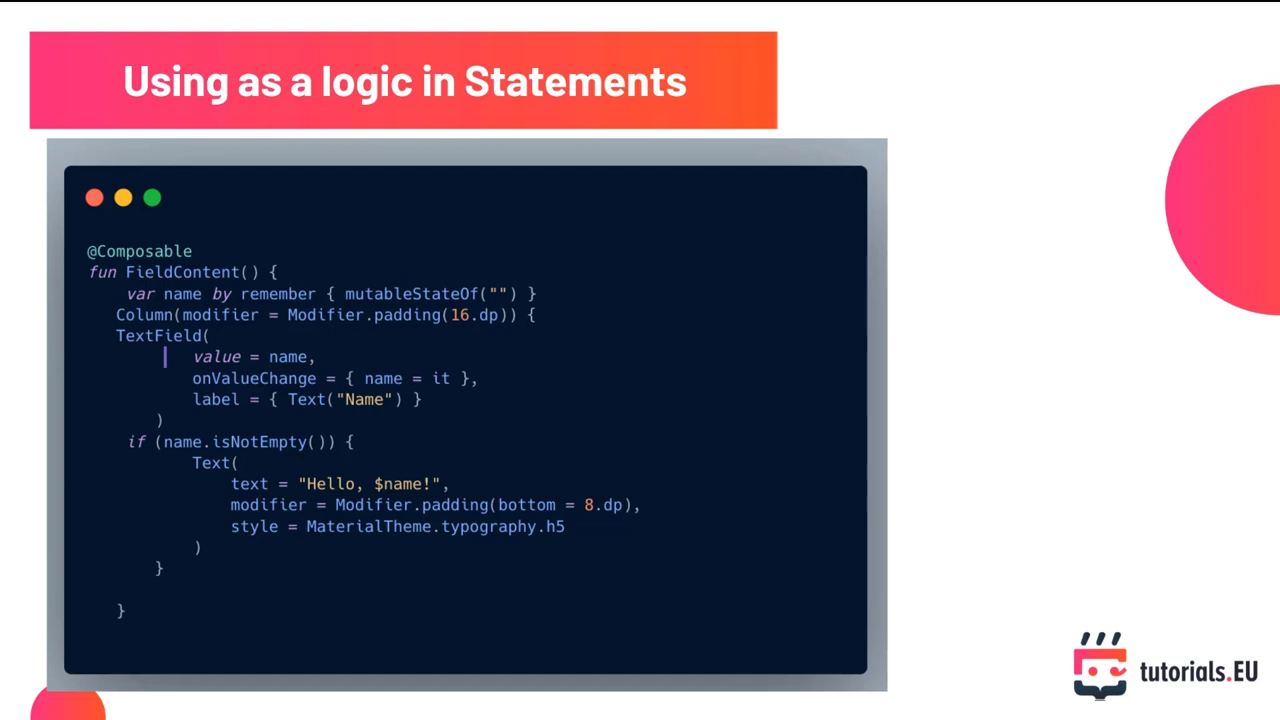 Using as a logic in Statements
@Composable
fun FieldContent() {
    var name by remember { mutableStateOf("") }
   Column(modifier = Modifier.padding(16.dp)) {
   TextField(
           value = name,
           onValueChange = { name = it },
           label = { Text("Name") }
       )
    if (name.isNotEmpty()) {
           Text(
               text = "Hello, $name!",
               modifier = Modifier.padding(bottom = 8.dp),
               style = MaterialTheme.typography.h5
           )
       }
   }
tutorials.EU